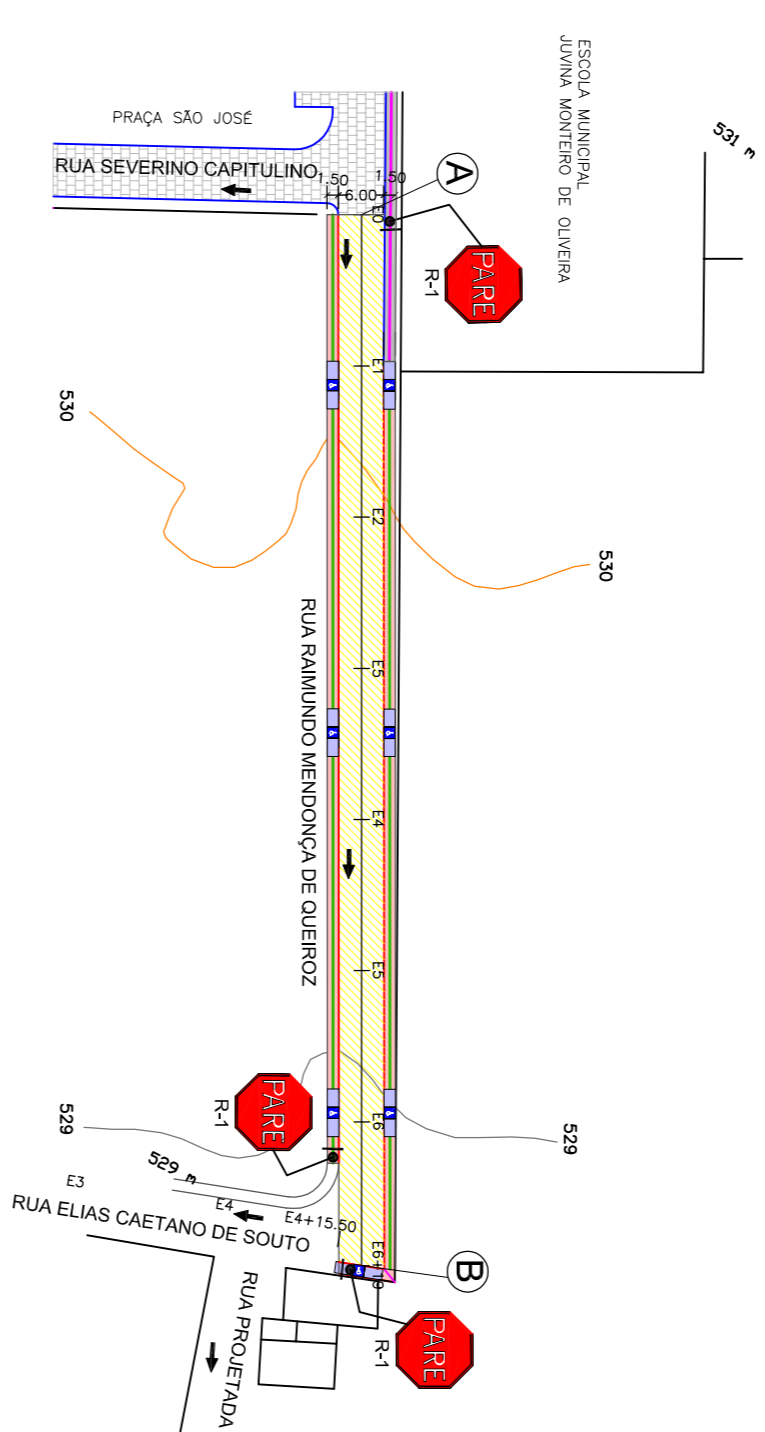 ESCOLA MUNICIPAL
JUVINA MONTEIRO DE OLIVEIRA
531 m
PRAÇA SÃO JOSÉ
RUA SEVERINO CAPITULINO
1.50
6.00
1.50
A
E0
PARE
R-1
E1
530
E2
530
RUA RAIMUNDO MENDONÇA DE QUEIROZ
E5
E4
E5
PARE
R-1
E6
529
529
529 m
E3
E4
E4+15.50
RUA ELIAS CAETANO DE SOUTO
E6+19
B
RUA PROJETADA
PARE
R-1